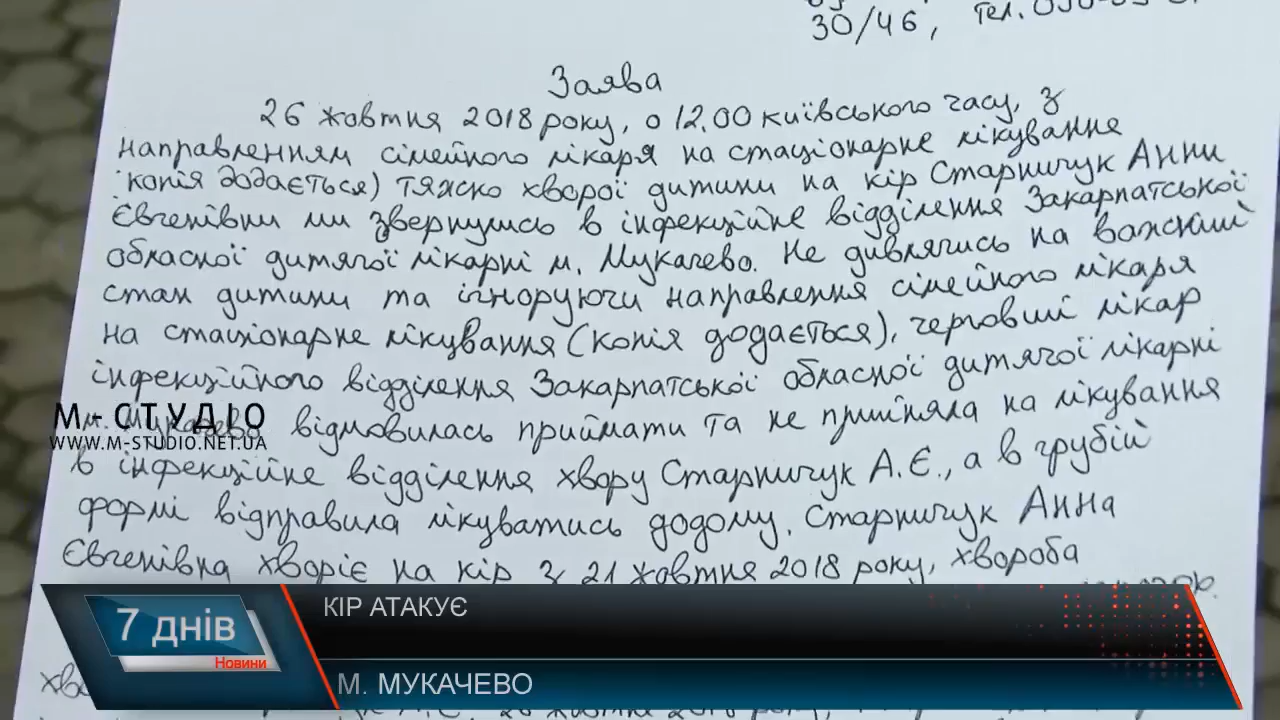 30/46, тел.
Заява
26 жовтня 2018 року, о 12.00 київського часу, з
направленням сімейного лікаря на стаціонарне лікування
копія додається) тяжко хворої дитини на кір Старничук Анни
Євгенівни ми звернулись в інфекційне відділення Закарпатської
обласної дитячої лікарні м. Мукачево. Не дивлячись на важкий
стан дитини та ігноруючи направлення сімейного лікаря
на стаціонарне лікування (копія додається), черговий лікар
інфекційного відділення Закарпатської обласної дитячої лікарні
м. Мукачево відмовилась приймати та не прийняла на лікування
в інфекційне відділення хвору Старничук А.Є., а в грубій
формі відправила лікуватись додому. Старничук Анна
Євгенівна хворіє на кір з 21 жовтня 2018 року, хвороба
М-СТУДІО
WWW.M-STUDIO.NET.UA
7 днів
Новини
КІР АТАКУЄ
М. МУКАЧЕВО